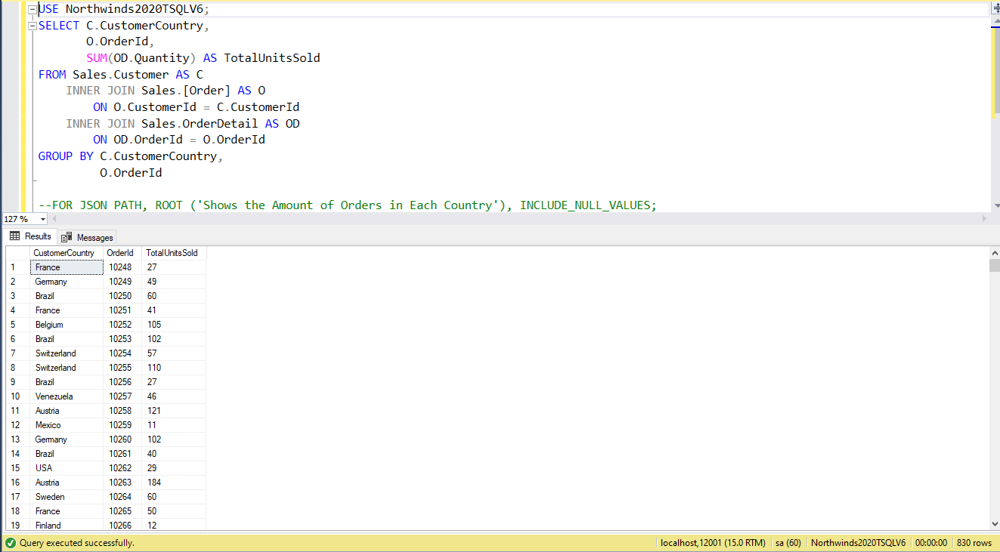 USE Northwinds2020TSQLV6;
SELECT C.CustomerCountry,
O.OrderId,
SUM(OD.Quantity) AS TotalUnitsSold
FROM Sales.Customer AS C
INNER JOIN Sales.[Order] AS O
ON O.CustomerId = C.CustomerId
INNER JOIN Sales.OrderDetail AS OD
ON OD.OrderId = O.OrderId
GROUP BY C.CustomerCountry,
O.OrderId
--FOR JSON PATH, ROOT ('Shows the Amount of Orders in Each Country'), INCLUDE_NULL_VALUES;
127 %
Results Messages
CustomerCountry OrderId TotalUnitsSold
1 France 10248 27
2 Germany 10249 49
3 Brazil 10250 60
4 France 10251 41
5 Belgium 10252 105
6 Brazil 10253 102
7 Switzerland 10254 57
8 Switzerland 10255 110
9 Brazil 10256 27
10 Venezuela 10257 46
11 Austria 10258 121
12 Mexico 10259 11
13 Germany 10260 102
14 Brazil 10261 40
15 USA 10262 29
16 Austria 10263 184
17 Sweden 10264 60
18 France 10265 50
19 Finland 10266 12
Query executed successfully. localhost,12001 (15.0 RTM) sa (60) Northwinds2020TSQLV6 00:00:00 830 rows